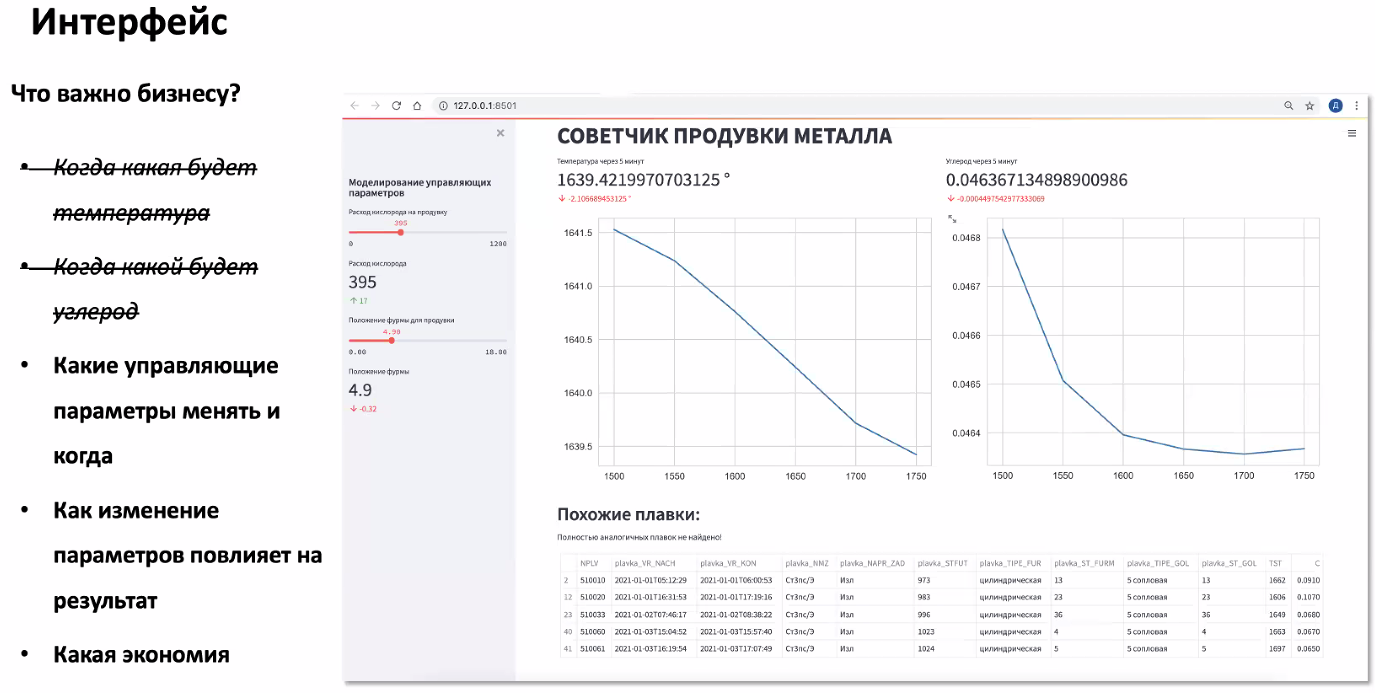 Интерфейс
Что важно бизнесу?
• Когда какая будет
температура
• Когда какой будет
углерод
• Какие управляющие
параметры менять и
когда
• Как изменение
параметров повлияет на
результат
• Какая экономия
127.0.0.1:8501
Д
Моделирование управляющих
параметров
Расход кислорода на продувку
395
0 1200
Расход кислорода
395
↑ 17
Положение фурмы для продувки
4.90
0.00 18.00
Положение фурмы
4.9
↓ -0.32
СОВЕТЧИК ПРОДУВКИ МЕТАЛЛА
Температура через 5 минут
1639.4219970703125 °
↓ -2.106689453125 °
1641.5
1641.0
1640.5
1640.0
1639.5
1500 1550 1600 1650 1700 1750
Углерод через 5 минут
0.046367134898900986
↓ -0.0004497542977333069
0.0468
0.0467
0.0466
0.0465
0.0464
1500 1550 1600 1650 1700 1750
Похожие плавки:
Полностью аналогичных плавок не найдено!
NPLV plavka_VR_NACH plavka_VR_KON plavka_NMZ plavka_NAPR_ZAD plavka_STFUT plavka_TIPE_FUR plavka_ST_FURM plavka_TIPE_GOL plavka_ST_GOL TST C
2 510010 2021-01-01T05:12:29 2021-01-01T06:00:53 Ст3пс/Э Изл 973 цилиндрическая 13 5 сопловая 13 1662 0.0910
12 510020 2021-01-01T16:31:53 2021-01-01T17:19:16 Ст3пс/Э Изл 983 цилиндрическая 23 5 сопловая 23 1606 0.1070
23 510033 2021-01-02T07:46:17 2021-01-02T08:38:22 Ст3пс/Э Изл 996 цилиндрическая 36 5 сопловая 36 1649 0.0680
40 510060 2021-01-03T15:04:52 2021-01-03T15:57:40 Ст3пс/Э Изл 1023 цилиндрическая 4 5 сопловая 4 1663 0.0670
41 510061 2021-01-03T16:19:54 2021-01-03T17:07:49 Ст3пс/Э Изл 1024 цилиндрическая 5 5 сопловая 5 1697 0.0650